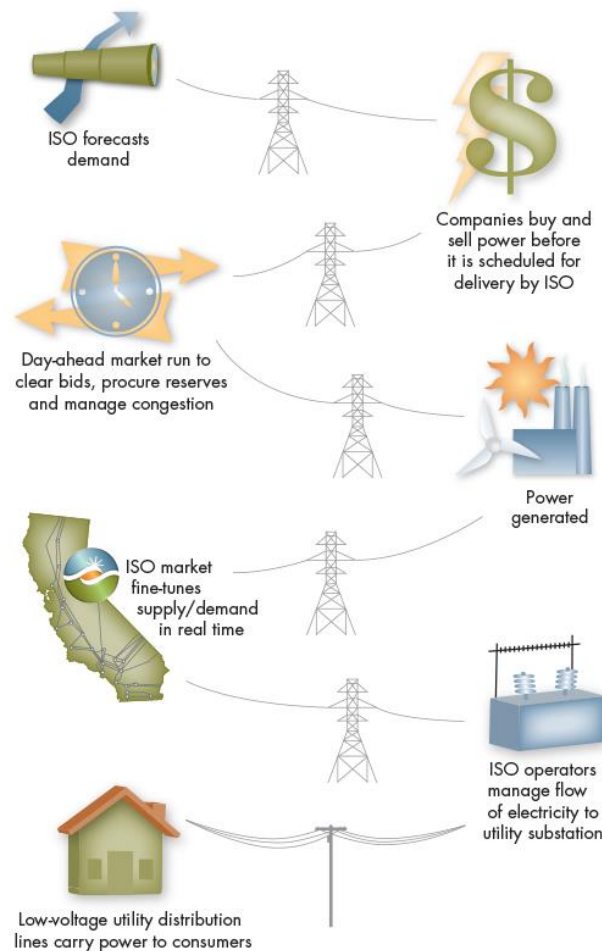 ISO forecasts
demand
Companies buy and
sell power before
it is scheduled for
delivery by ISO
Day-ahead market run to
clear bids, procure reserves
and manage congestion
Power
generated
ISO market
fine-tunes
supply/demand
in real time
ISO operators
manage flow
of electricity to
utility substation
Low-voltage utility distribution
lines carry power to consumers